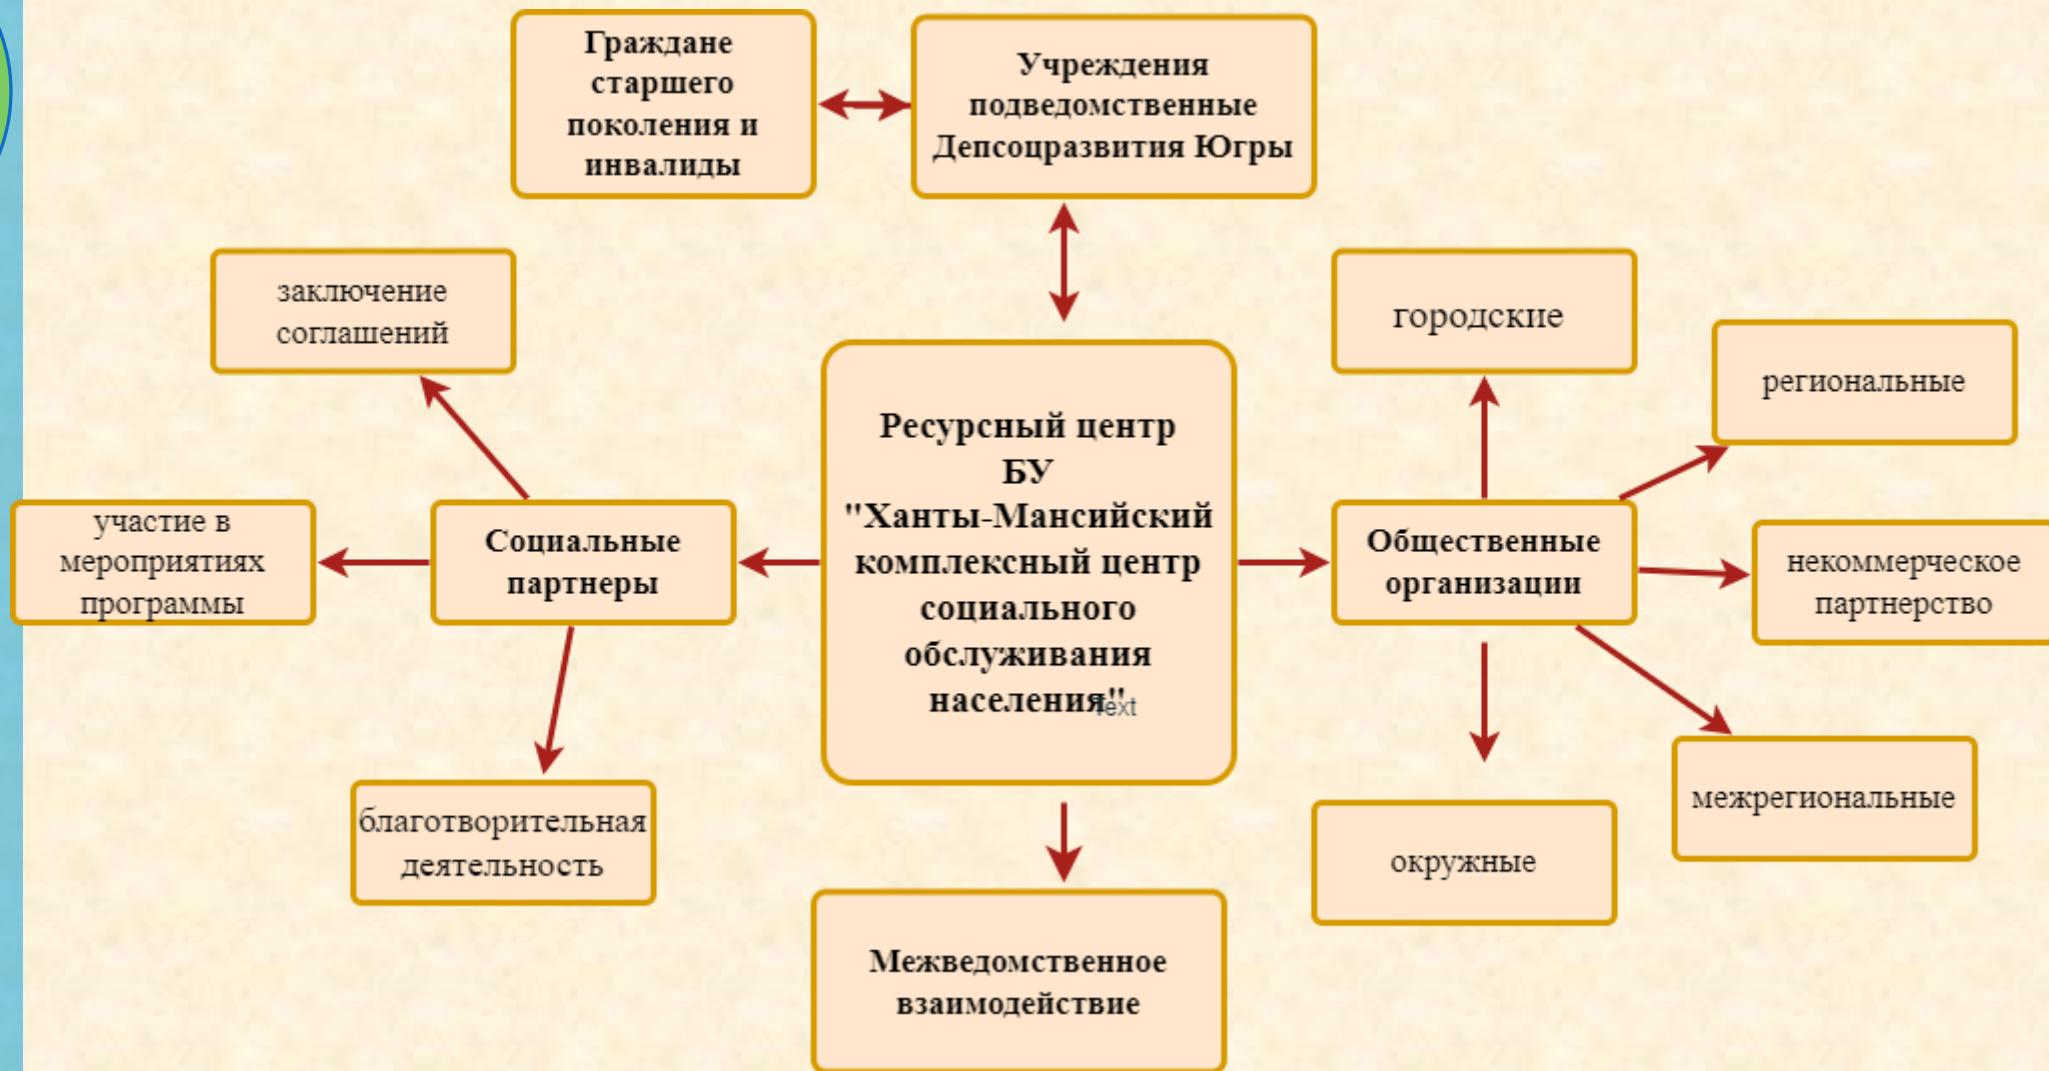 Граждане
старшего
поколения и
инвалиды
Учреждения
подведомственные
Депсоцразвития Югры
заключение
соглашений
городские
региональные
участие в
мероприятиях
программы
Социальные
партнеры
Ресурсный центр
БУ
"Ханты-Мансийский
комплексный центр
социального
обслуживания
населения"
Text
Общественные
организации
некоммерческое
партнерство
благотворительная
деятельность
окружные
межрегиональные
Межведомственное
взаимодействие